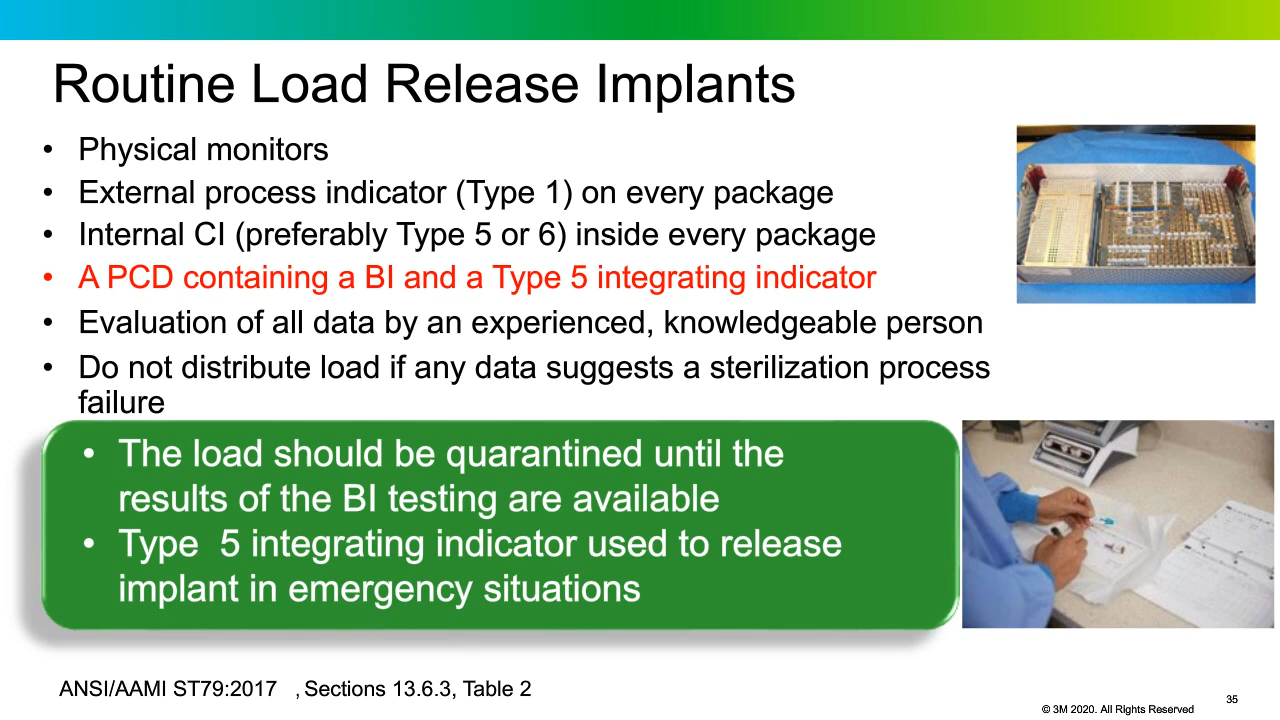 Routine Load Release Implants
• Physical monitors
• External process indicator (Type 1) on every package
• Internal CI (preferably Type 5 or 6) inside every package
• A PCD containing a BI and a Type 5 integrating indicator
• Evaluation of all data by an experienced, knowledgeable person
• Do not distribute load if any data suggests a sterilization process
failure
• The load should be quarantined until the
results of the BI testing are available
• Type 5 integrating indicator used to release
implant in emergency situations
ANSI/AAMI ST79:2017 , Sections 13.6.3, Table 2
35
© 3M 2020. All Rights Reserved